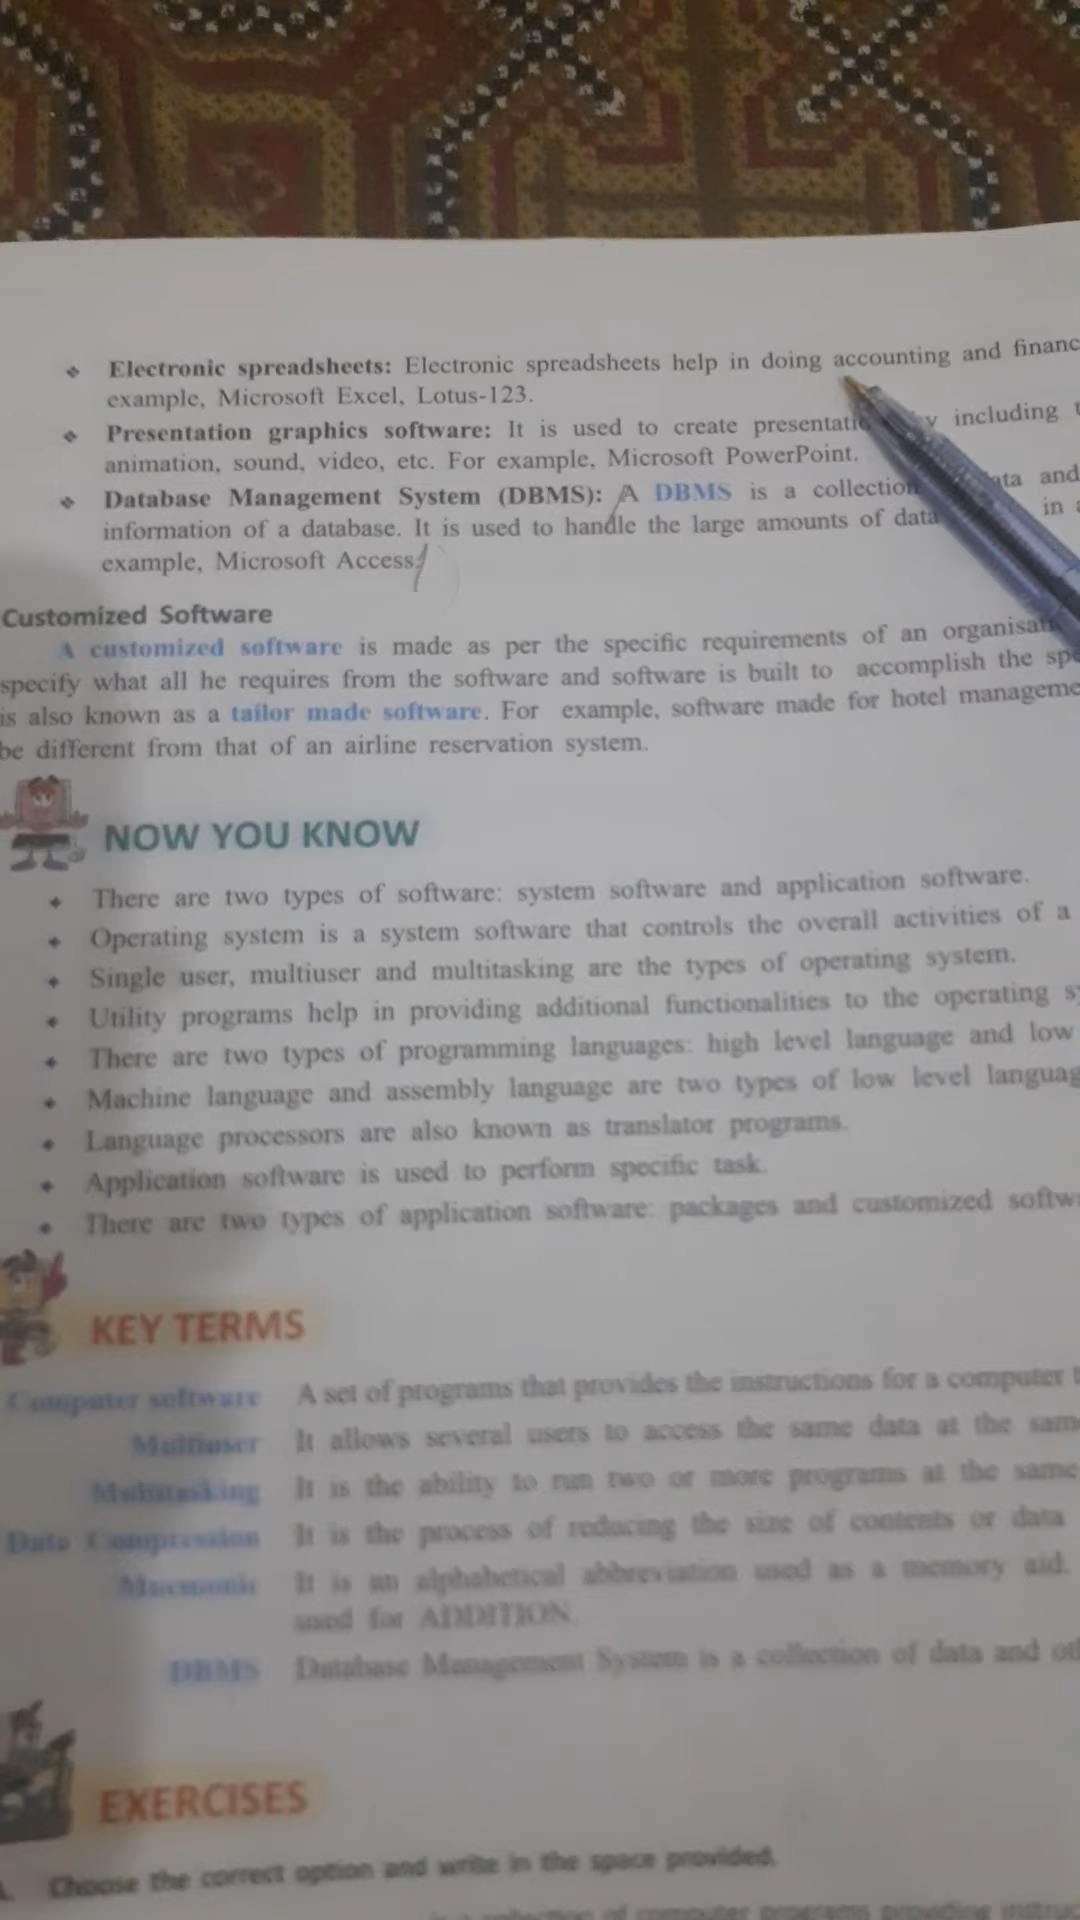 Electronic spreadsheets: Electronic spreadsheets help in doing accounting and financ
example, Microsoft Excel, Lotus-123.
Presentation graphics software: It is used to create presentati y including t
animation, sound, video, etc. For example, Microsoft PowerPoint.
Database Management System (DBMS): A DBMS is a collection ata and
information of a database. It is used to handle the large amounts of data in a
example, Microsoft Access.
Customized Software
A customized software is made as per the specific requirements of an organisati
specify what all he requires from the software and software is built to accomplish the spe
is also known as a tailor made software. For example, software made for hotel manageme
be different from that of an airline reservation system.
NOW YOU KNOW
There are two types of software: system software and application software.
Operating system is a system software that controls the overall activities of a
Single user, multiuser and multitasking are the types of operating system.
Utility programs help in providing additional functionalities to the operating sy
There are two types of programming languages: high level language and low
Machine language and assembly language are two types of low level languag
Language processors are also known as translator programs.
Application software is used to perform specific task.
There are two types of application software: packages and customized softwa
KEY TERMS
Computer software A set of programs that provides the instructions for a computer t
Multiuser It allows several users to access the same data at the sam
Multitasking It is the ability to run two or more programs at the same
Data Compression It is the process of reducing the size of contents or data
Mnemonic It is an alphabetical abbreviation used as a memory aid.
used for ADDITION.
DBMS Database Management System is a collection of data and ot
EXERCISES
Choose the correct option and write in the space provided.
is a collection of computer programs providing instruc